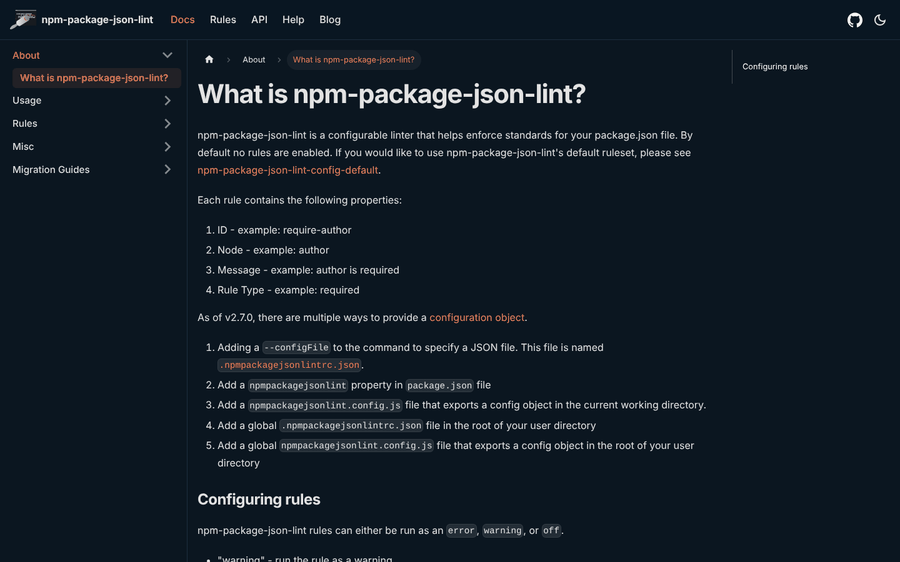 npm-package-json-lint Docs Rules API Help Blog
About
What is npm-package-json-lint?
Usage
Rules
Misc
Migration Guides
About What is npm-package-json-lint?
What is npm-package-json-lint?
npm-package-json-lint is a configurable linter that helps enforce standards for your package.json file. By
default no rules are enabled. If you would like to use npm-package-json-lint's default ruleset, please see
npm-package-json-lint-config-default.
Each rule contains the following properties:
1. ID - example: require-author
2. Node - example: author
3. Message - example: author is required
4. Rule Type - example: required
As of v2.7.0, there are multiple ways to provide a configuration object.
1. Adding a --configFile to the command to specify a JSON file. This file is named
.npmpackagejsonlintrc.json.
2. Add a npmpackagejsonlint property in package.json file
3. Add a npmpackagejsonlint.config.js file that exports a config object in the current working directory.
4. Add a global .npmpackagejsonlintrc.json file in the root of your user directory
5. Add a global npmpackagejsonlint.config.js file that exports a config object in the root of your user
directory
Configuring rules
npm-package-json-lint rules can either be run as an error, warning, or off.
• "warning" - run the rule as a warning
Configuring rules